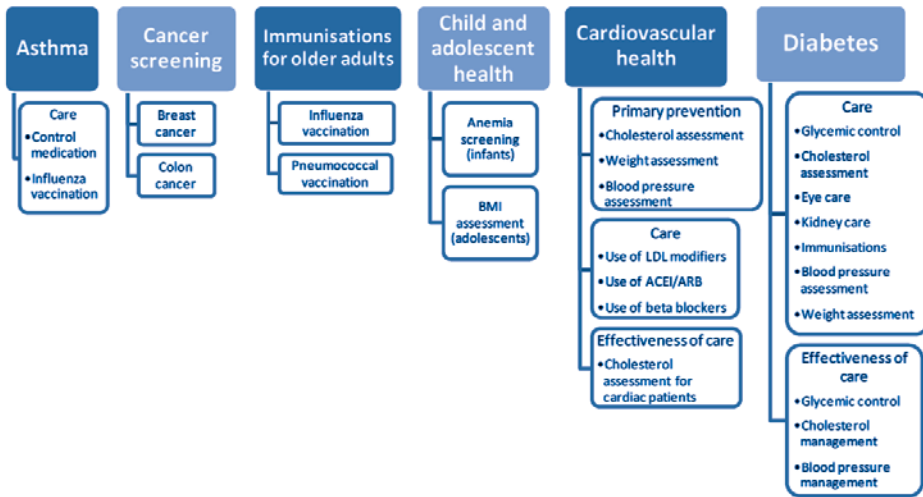 Asthma
Care
•Control
medication
•Influenza
vaccination
Cancer
screening
Breast
cancer
Colon
cancer
Immunisations
for older adults
Influenza
vaccination
Pneumococcal
vaccination
Child and
adolescent
health
Anemia
screening
(infants)
BMI
assessment
(adolescents)
Cardiovascular
health
Primary prevention
•Cholesterol assessment
•Weight assessment
•Blood pressure
assessment
Care
•Use of LDL modifiers
•Use of ACEI/ARB
•Use of beta blockers
Effectiveness of care
•Cholesterol
assessment for
cardiac patients
Diabetes
Care
•Glycemic control
•Cholesterol
assessment
•Eye care
•Kidney care
•Immunisations
•Blood pressure
assessment
•Weight assessment
Effectiveness of
care
•Glycemic control
•Cholesterol
management
•Blood pressure
management